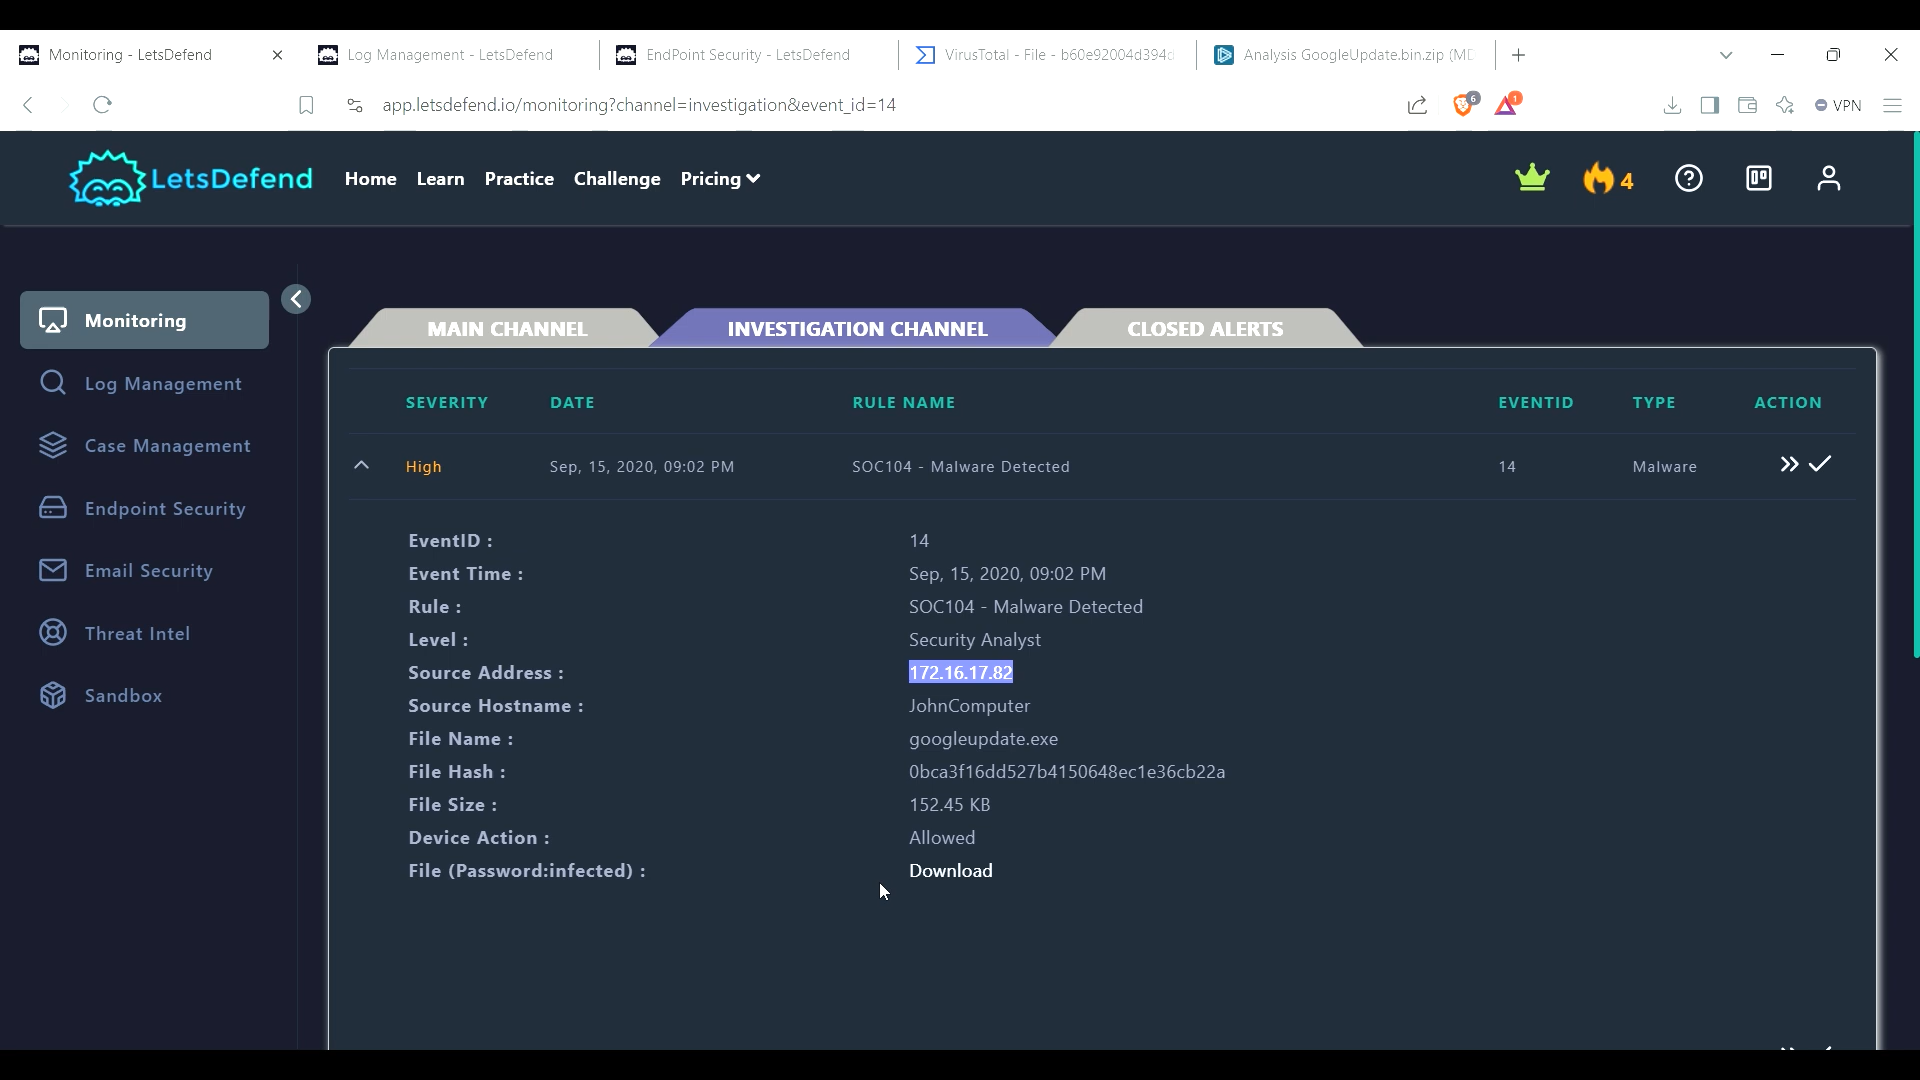 Monitoring - LetsDefend
Log Management - LetsDefend
EndPoint Security - LetsDefend
VirusTotal - File - b60e92004d394
Analysis GoogleUpdate.bin.zip (MD
app.letsdefend.io/monitoring?channel=investigation&event_id=14
6
1
VPN
LetsDefend
Home
Learn
Practice
Challenge
Pricing
4
Monitoring
Log Management
Case Management
Endpoint Security
Email Security
Threat Intel
Sandbox
MAIN CHANNEL
INVESTIGATION CHANNEL
CLOSED ALERTS
SEVERITY DATE RULE NAME EVENTID TYPE ACTION
High Sep, 15, 2020, 09:02 PM SOC104 - Malware Detected 14 Malware
EventID : 14
Event Time : Sep, 15, 2020, 09:02 PM
Rule : SOC104 - Malware Detected
Level : Security Analyst
Source Address : 172.16.17.82
Source Hostname : JohnComputer
File Name : googleupdate.exe
File Hash : 0bca3f16dd527b4150648ec1e36cb22a
File Size : 152.45 KB
Device Action : Allowed
File (Password:infected) : Download